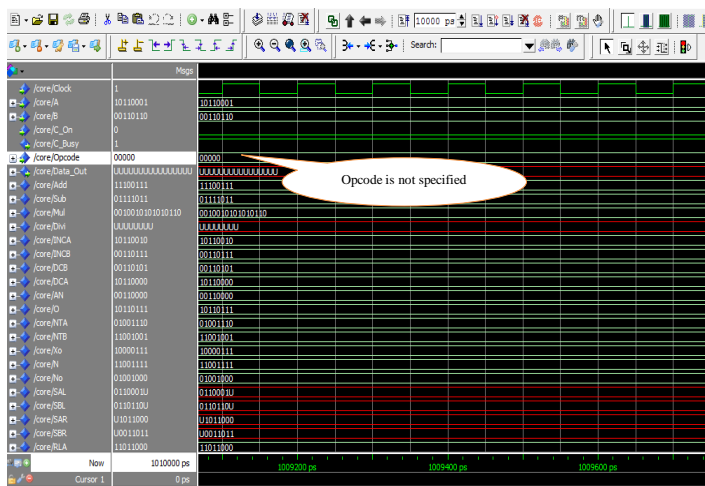 10000 ps
Search:
Msgs
/core/Clock 1
/core/A 10110001 10110001
/core/B 00110110 00110110
/core/C_On 0
/core/C_Busy 1
/core/Opcode 00000 00000
/core/Data_Out UUUUUUUUUUUUUUUU UUUUUUUUUUUUUUUU
Opcode is not specified
/core/Add 11100111 11100111
/core/Sub 01111011 01111011
/core/Mul 0010010101010110 0010010101010110
/core/Divi UUUUUUUU UUUUUUUU
/core/INCA 10110010 10110010
/core/INCB 00110111 00110111
/core/DCB 00110101 00110101
/core/DCA 10110000 10110000
/core/AN 00110000 00110000
/core/O 10110111 10110111
/core/NTA 01001110 01001110
/core/NTB 11001001 11001001
/core/Xo 10000111 10000111
/core/N 11001111 11001111
/core/No 01001000 01001000
/core/SAL 0110001U 0110001U
/core/SBL 0110110U 0110110U
/core/SAR U1011000 U1011000
/core/SBR U0011011 U0011011
/core/RLA 11011000 11011000
Now 1010000 ps 1009200 ps 1009400 ps 1009600 ps
Cursor 1 0 ps